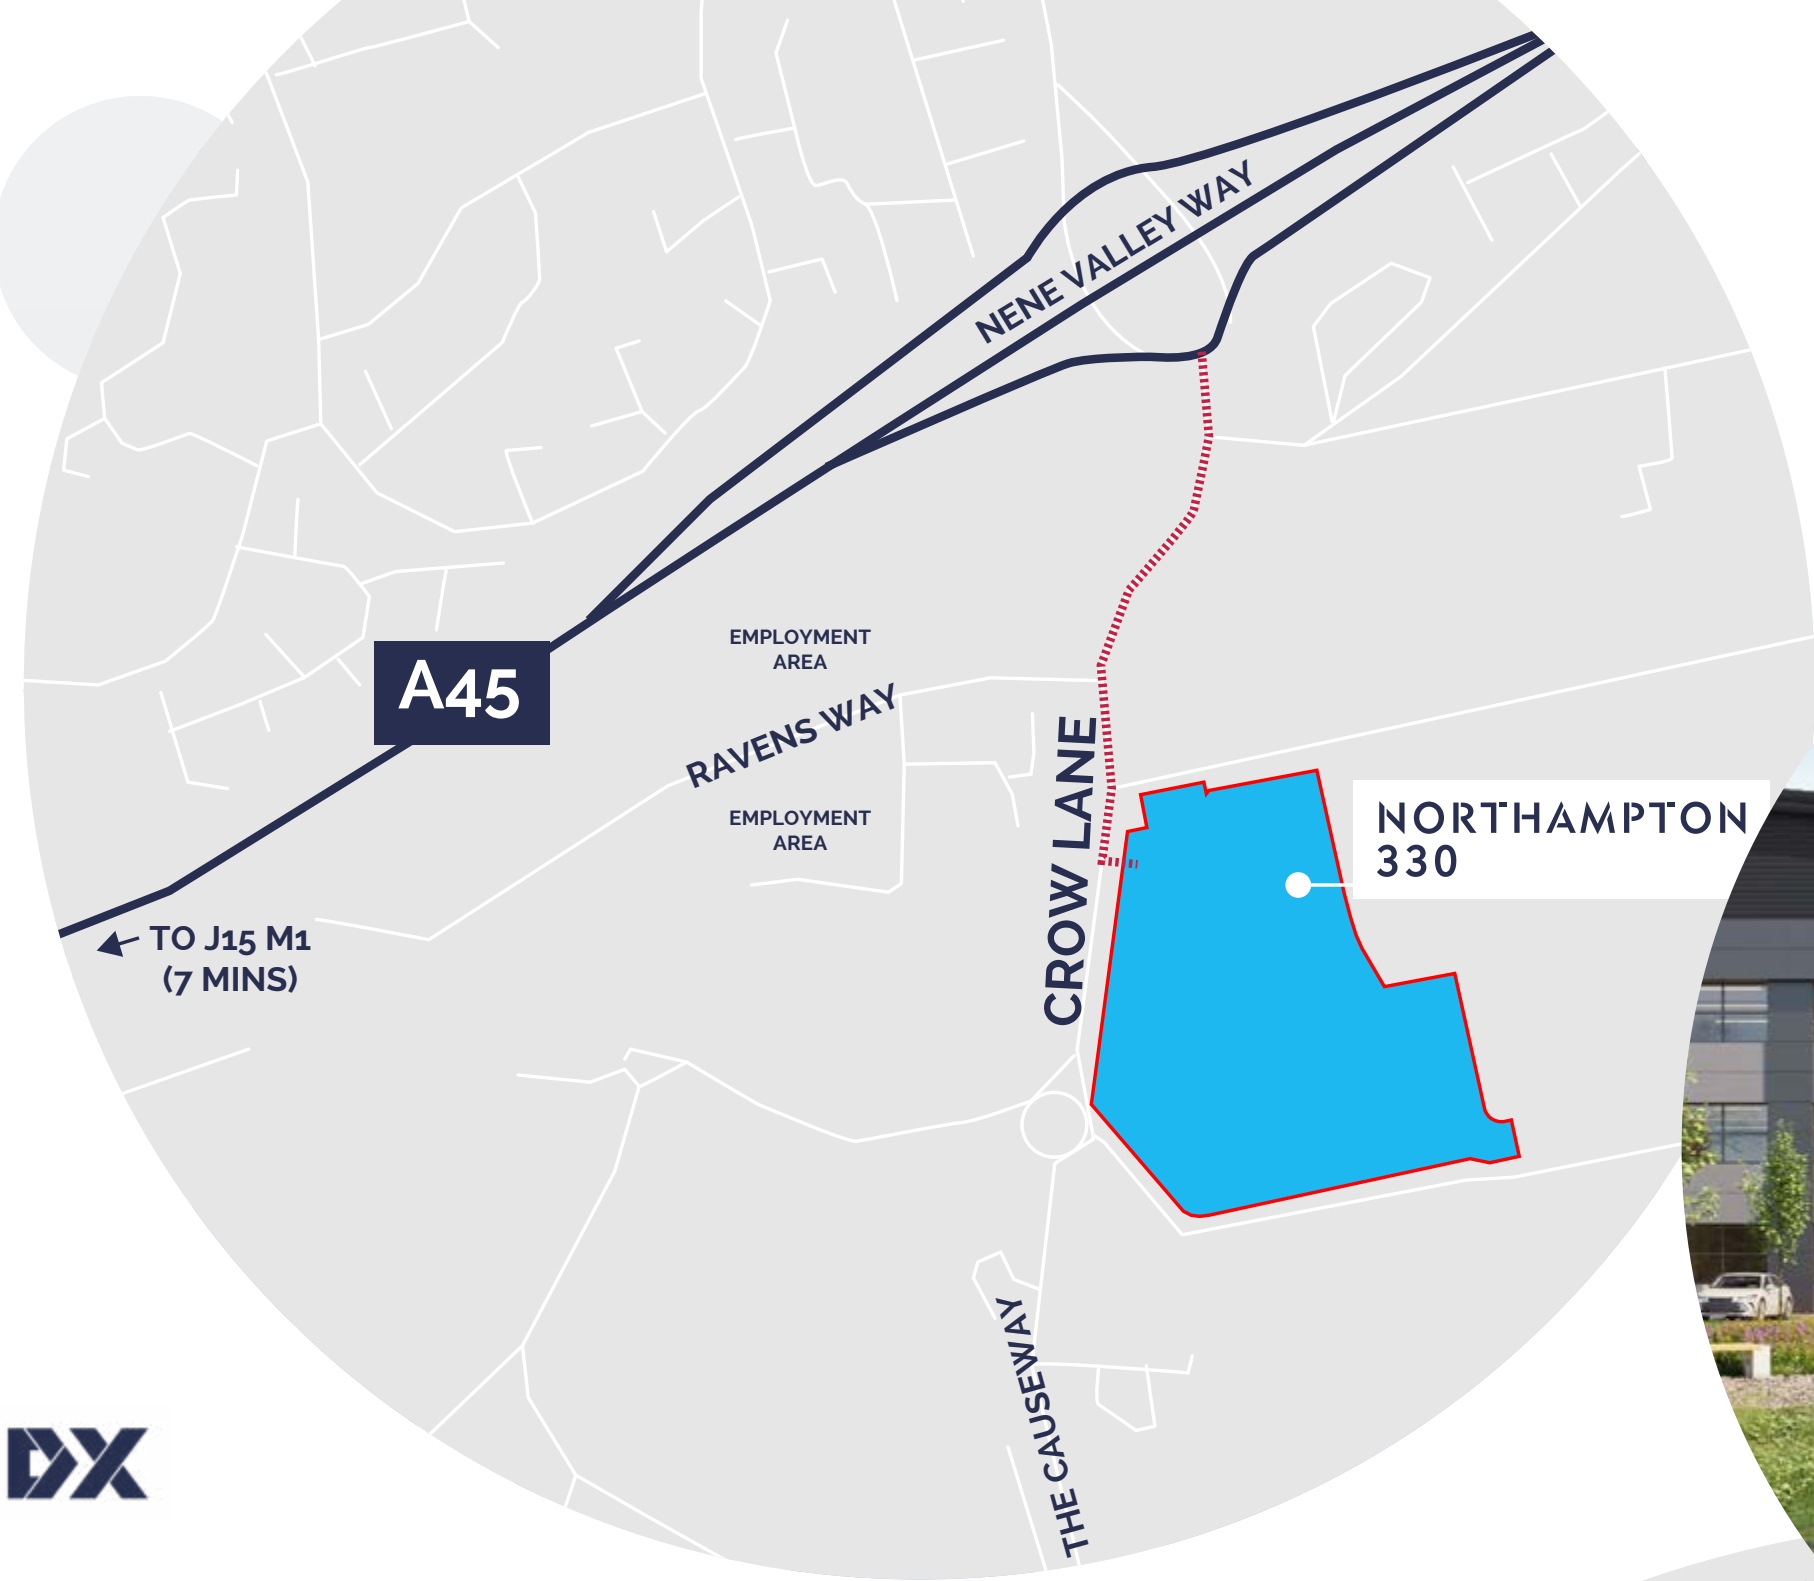 NENE VALLEY WAY
A45
EMPLOYMENT
AREA
RAVENS WAY
EMPLOYMENT
AREA
CROW LANE
NORTHAMPTON
330
TO J15 M1
(7 MINS)
THE CAUSEWAY
DX